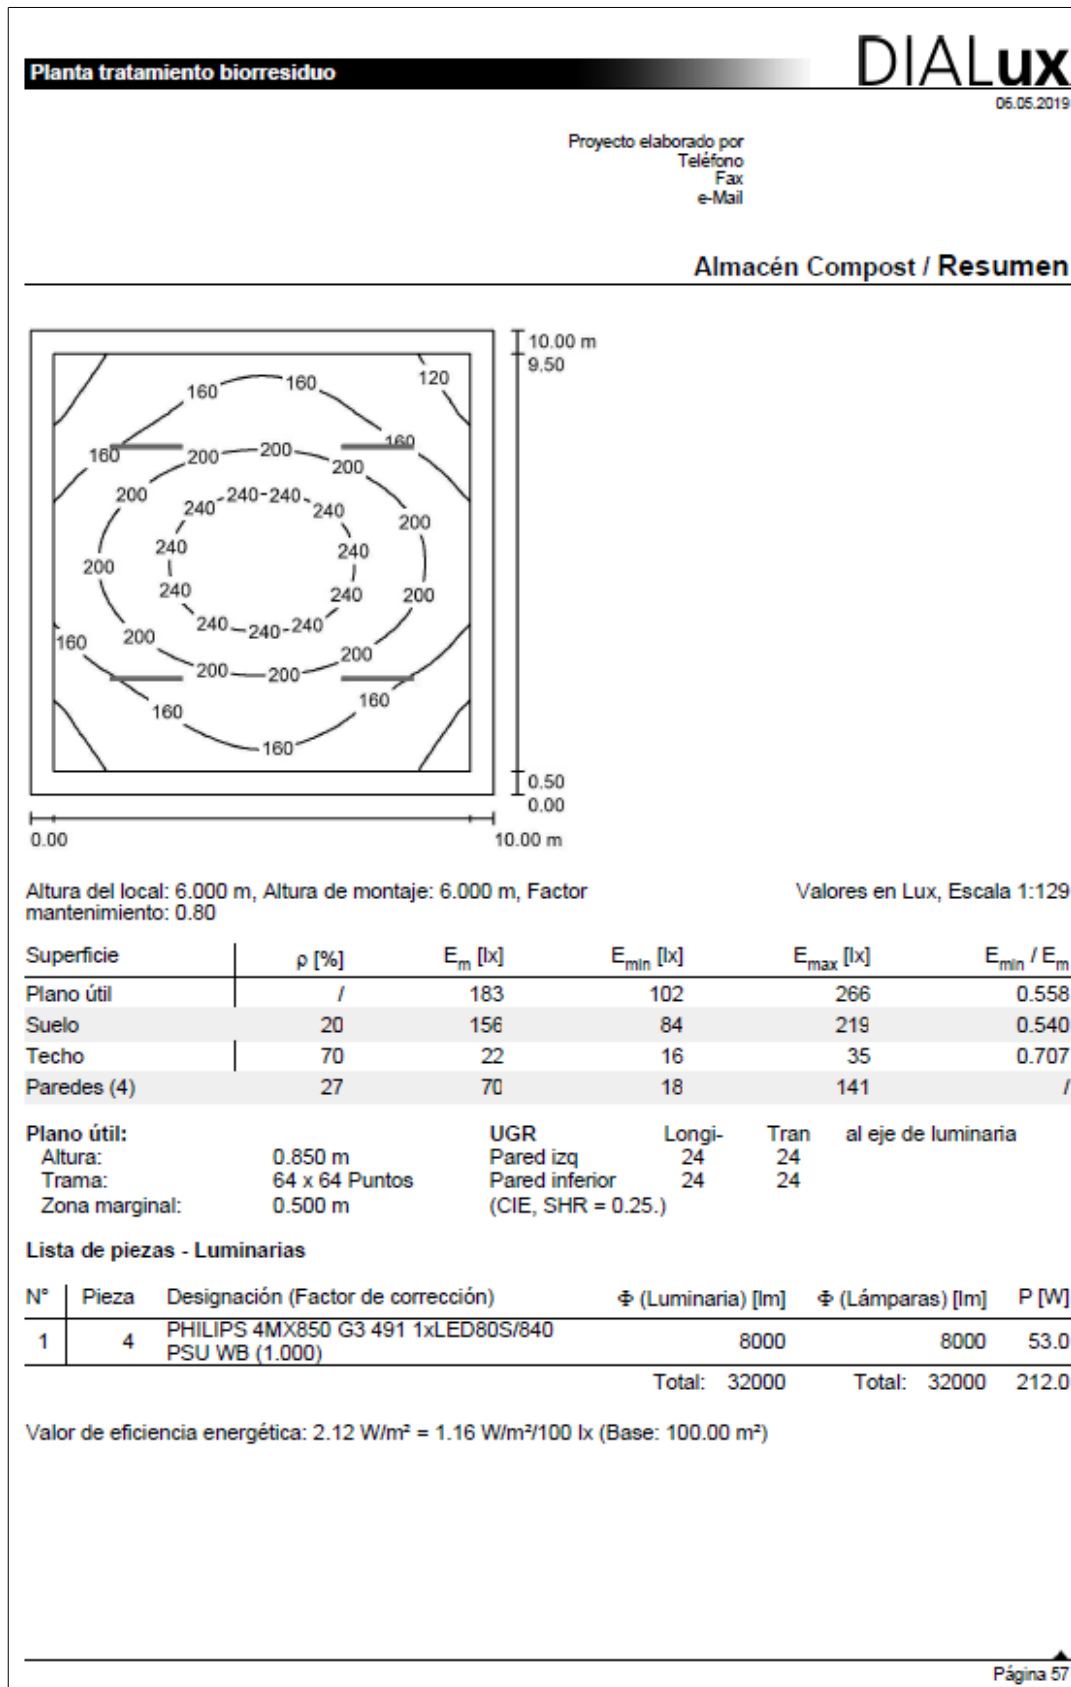 DIALux
Planta tratamiento biorresiduo
06.05.2019
Proyecto elaborado por
Teléfono
Fax
e-Mail
Almacén Compost / Resumen
10.00 m
9.50
120
160 160
160 160
200 200 200
200 240 240 240 240 200
240 240
200 240 240 200
240 240 240
160 200 200
200 200
160 160
160
0.50
0.00
0.00 10.00 m
Altura del local: 6.000 m, Altura de montaje: 6.000 m, Factor
mantenimiento: 0.80
Valores en Lux, Escala 1:129
Superficie ρ [%] Em [lx] Emin [lx] Emax [lx] Emin / Em
Plano útil / 183 102 266 0.558
Suelo 20 156 84 219 0.540
Techo 70 22 16 35 0.707
Paredes (4) 27 70 18 141 /
Plano útil:
Altura: 0.850 m
Trama: 64 x 64 Puntos
Zona marginal: 0.500 m
UGR Longi- Tran al eje de luminaria
Pared izq 24 24
Pared inferior 24 24
(CIE, SHR = 0.25.)
Lista de piezas - Luminarias
N° Pieza Designación (Factor de corrección) Φ (Luminaria) [lm] Φ (Lámparas) [lm] P [W]
1 4 PHILIPS 4MX850 G3 491 1xLED80S/840
PSU WB (1.000) 8000 8000 53.0
Total: 32000 Total: 32000 212.0
Valor de eficiencia energética: 2.12 W/m² = 1.16 W/m²/100 lx (Base: 100.00 m²)
Página 57